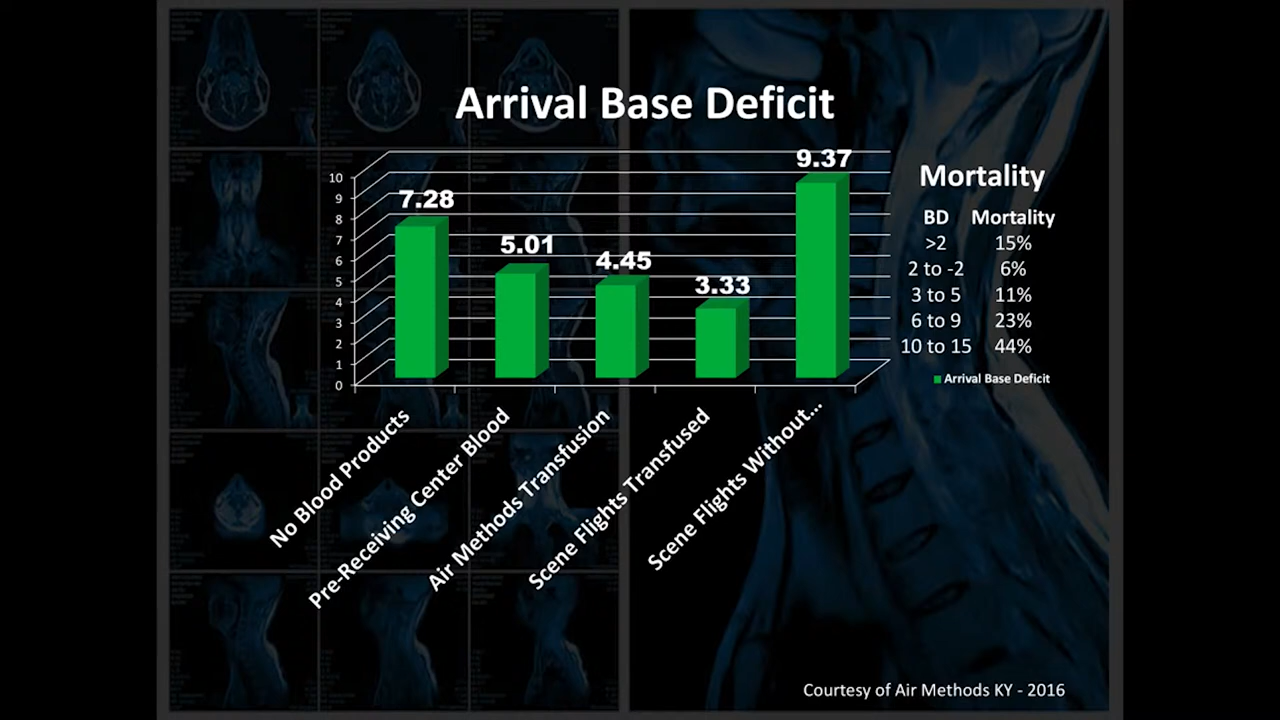 Arrival Base Deficit
10
9
8
7
6
5
4
3
2
1
0
7.28
5.01
4.45
3.33
9.37
No Blood Products
Pre-Receiving Center Blood
Air Methods Transfusion
Scene Flights Transfused
Scene Flights Without...
Mortality
BD Mortality
>2 15%
2 to -2 6%
3 to 5 11%
6 to 9 23%
10 to 15 44%
Arrival Base Deficit
Courtesy of Air Methods KY - 2016